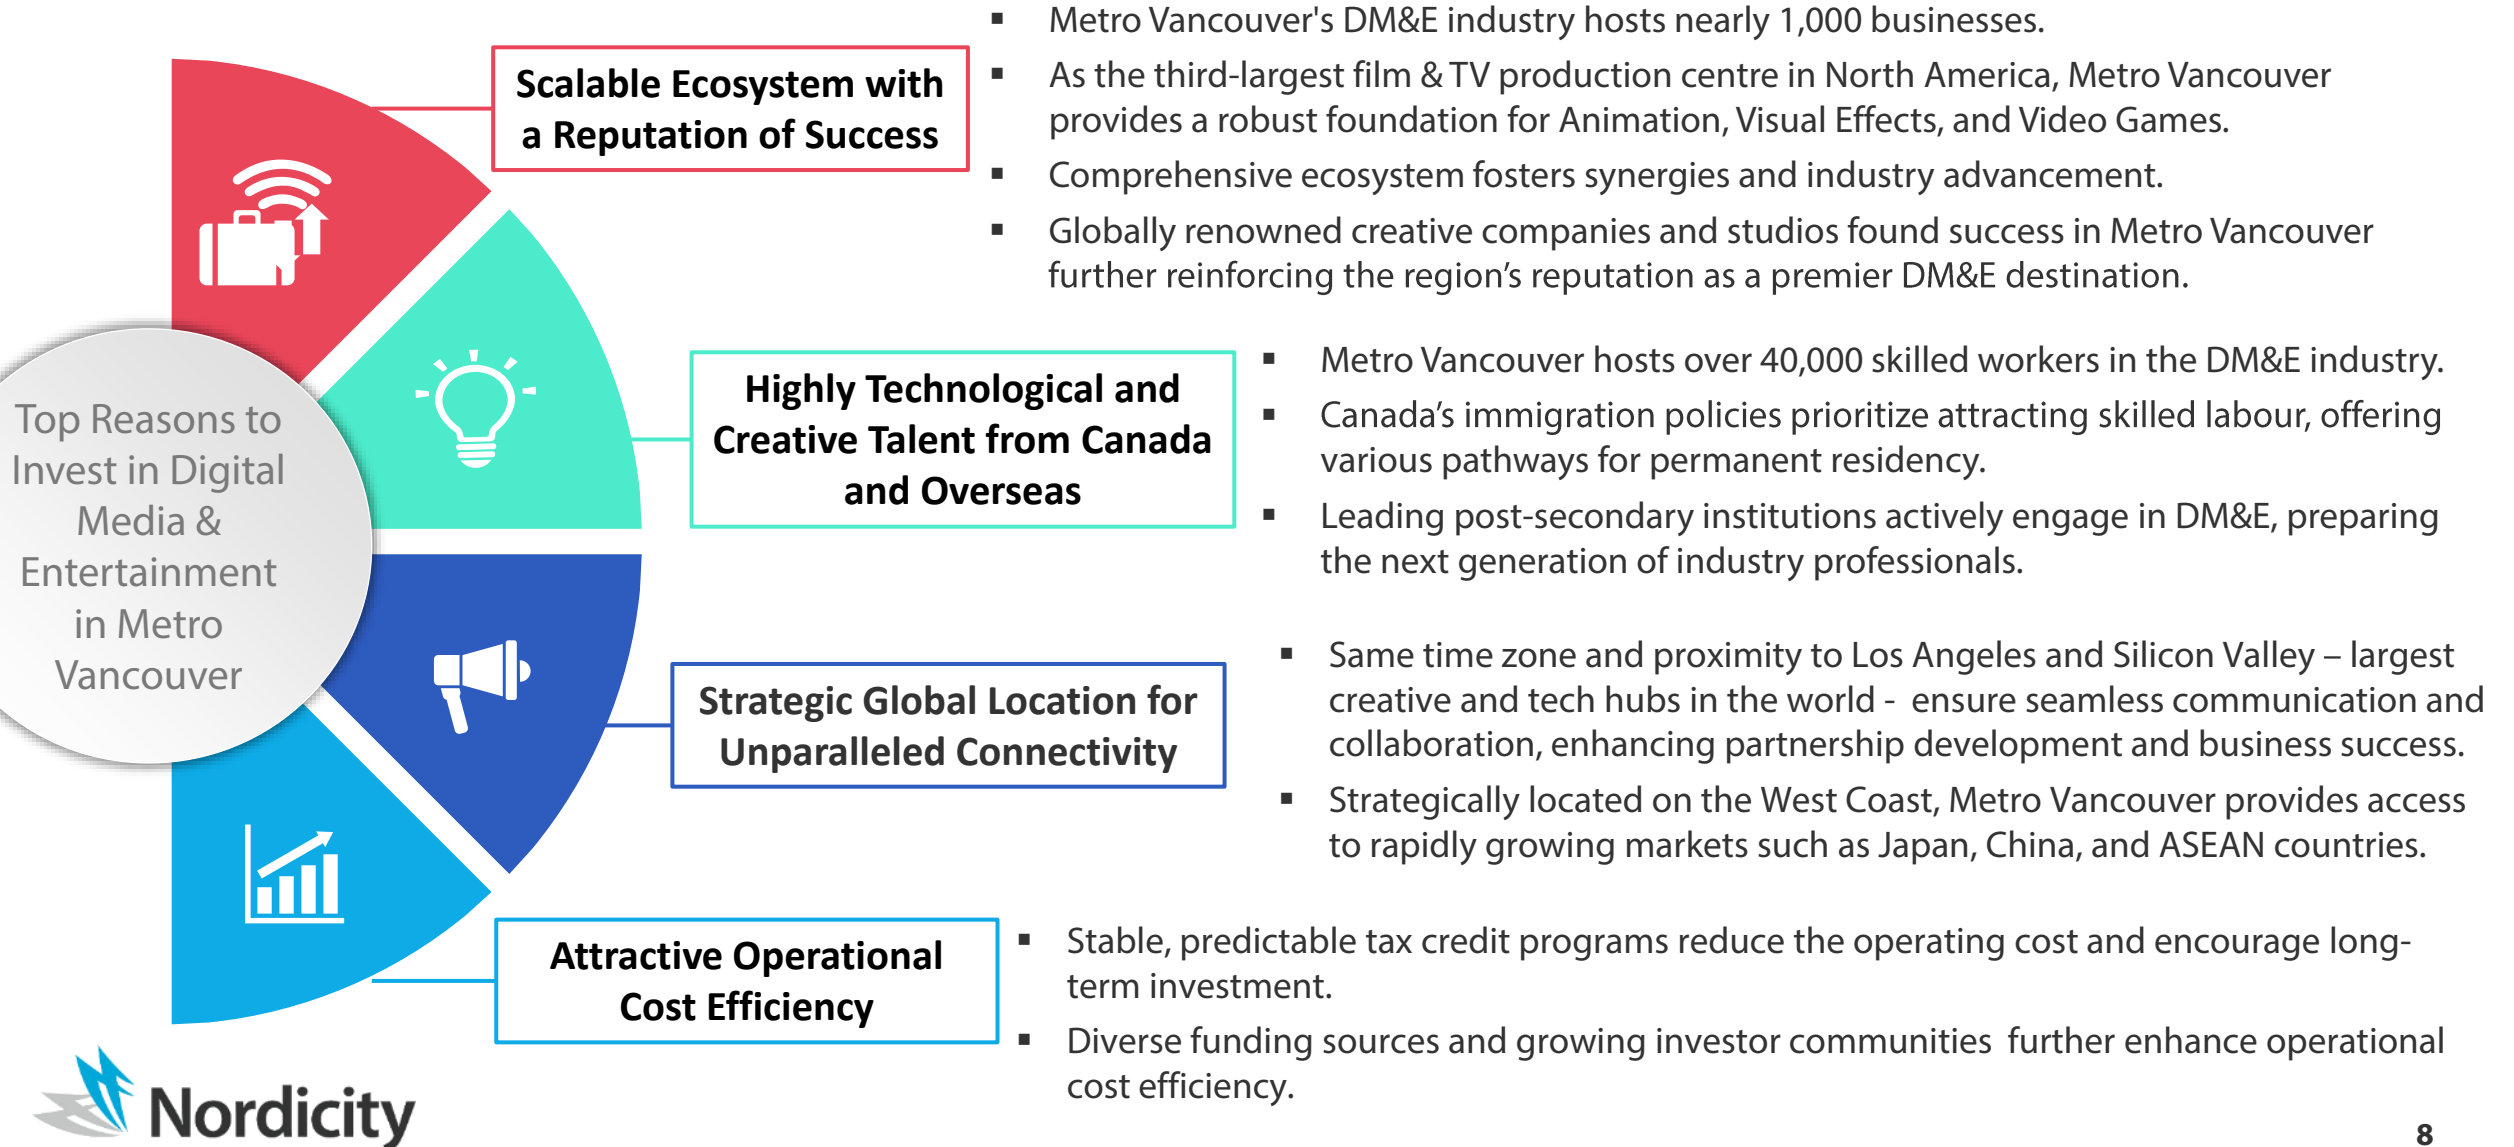 Top Reasons to
Invest in Digital
Media &
Entertainment
in Metro
Vancouver
Scalable Ecosystem with
a Reputation of Success
▪ Metro Vancouver's DM&E industry hosts nearly 1,000 businesses.
▪ As the third-largest film & TV production centre in North America, Metro Vancouver
provides a robust foundation for Animation, Visual Effects, and Video Games.
▪ Comprehensive ecosystem fosters synergies and industry advancement.
▪ Globally renowned creative companies and studios found success in Metro Vancouver
further reinforcing the region’s reputation as a premier DM&E destination.
Highly Technological and
Creative Talent from Canada
and Overseas
▪ Metro Vancouver hosts over 40,000 skilled workers in the DM&E industry.
▪ Canada’s immigration policies prioritize attracting skilled labour, offering
various pathways for permanent residency.
▪ Leading post-secondary institutions actively engage in DM&E, preparing
the next generation of industry professionals.
Strategic Global Location for
Unparalleled Connectivity
▪ Same time zone and proximity to Los Angeles and Silicon Valley – largest
creative and tech hubs in the world - ensure seamless communication and
collaboration, enhancing partnership development and business success.
▪ Strategically located on the West Coast, Metro Vancouver provides access
to rapidly growing markets such as Japan, China, and ASEAN countries.
Attractive Operational
Cost Efficiency
▪ Stable, predictable tax credit programs reduce the operating cost and encourage long-
term investment.
▪ Diverse funding sources and growing investor communities further enhance operational
cost efficiency.
Nordicity
8